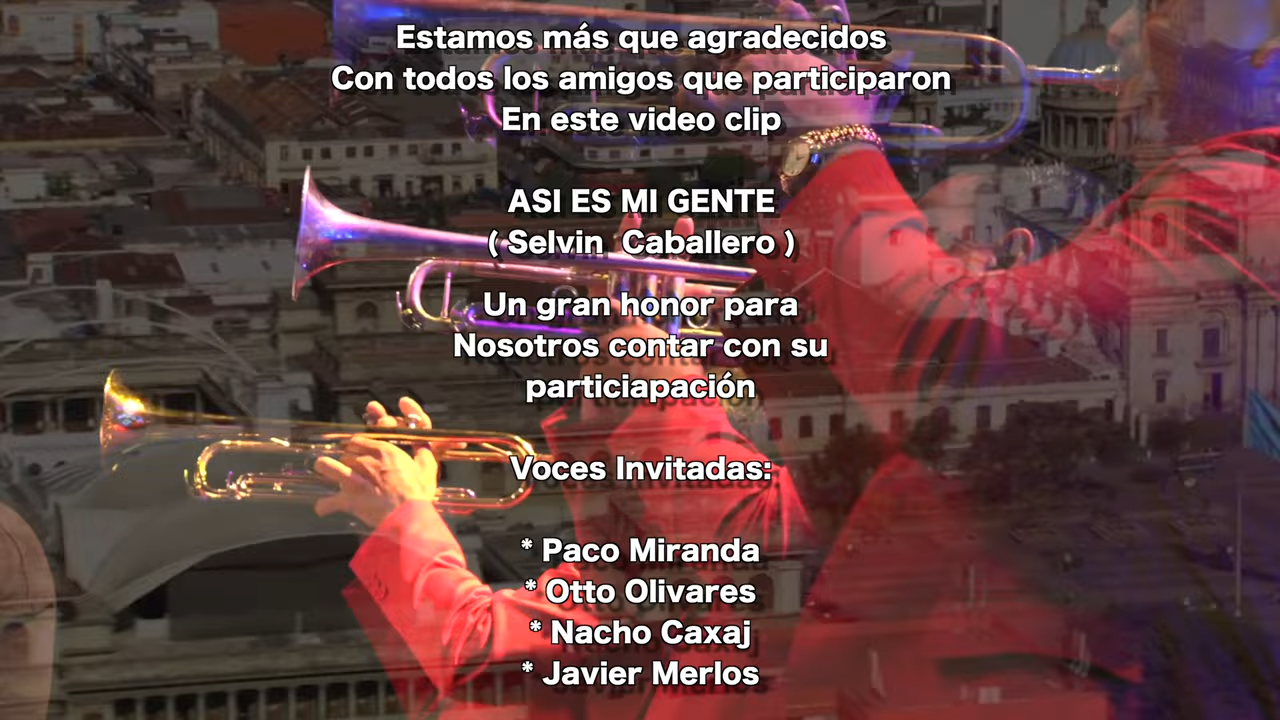 Estamos más que agradecidos
Con todos los amigos que participaron
En este video clip
ASI ES MI GENTE
( Selvin Caballero )
Un gran honor para
Nosotros contar con su
particiapación
Voces Invitadas:
* Paco Miranda
* Otto Olivares
* Nacho Caxaj
* Javier Merlos